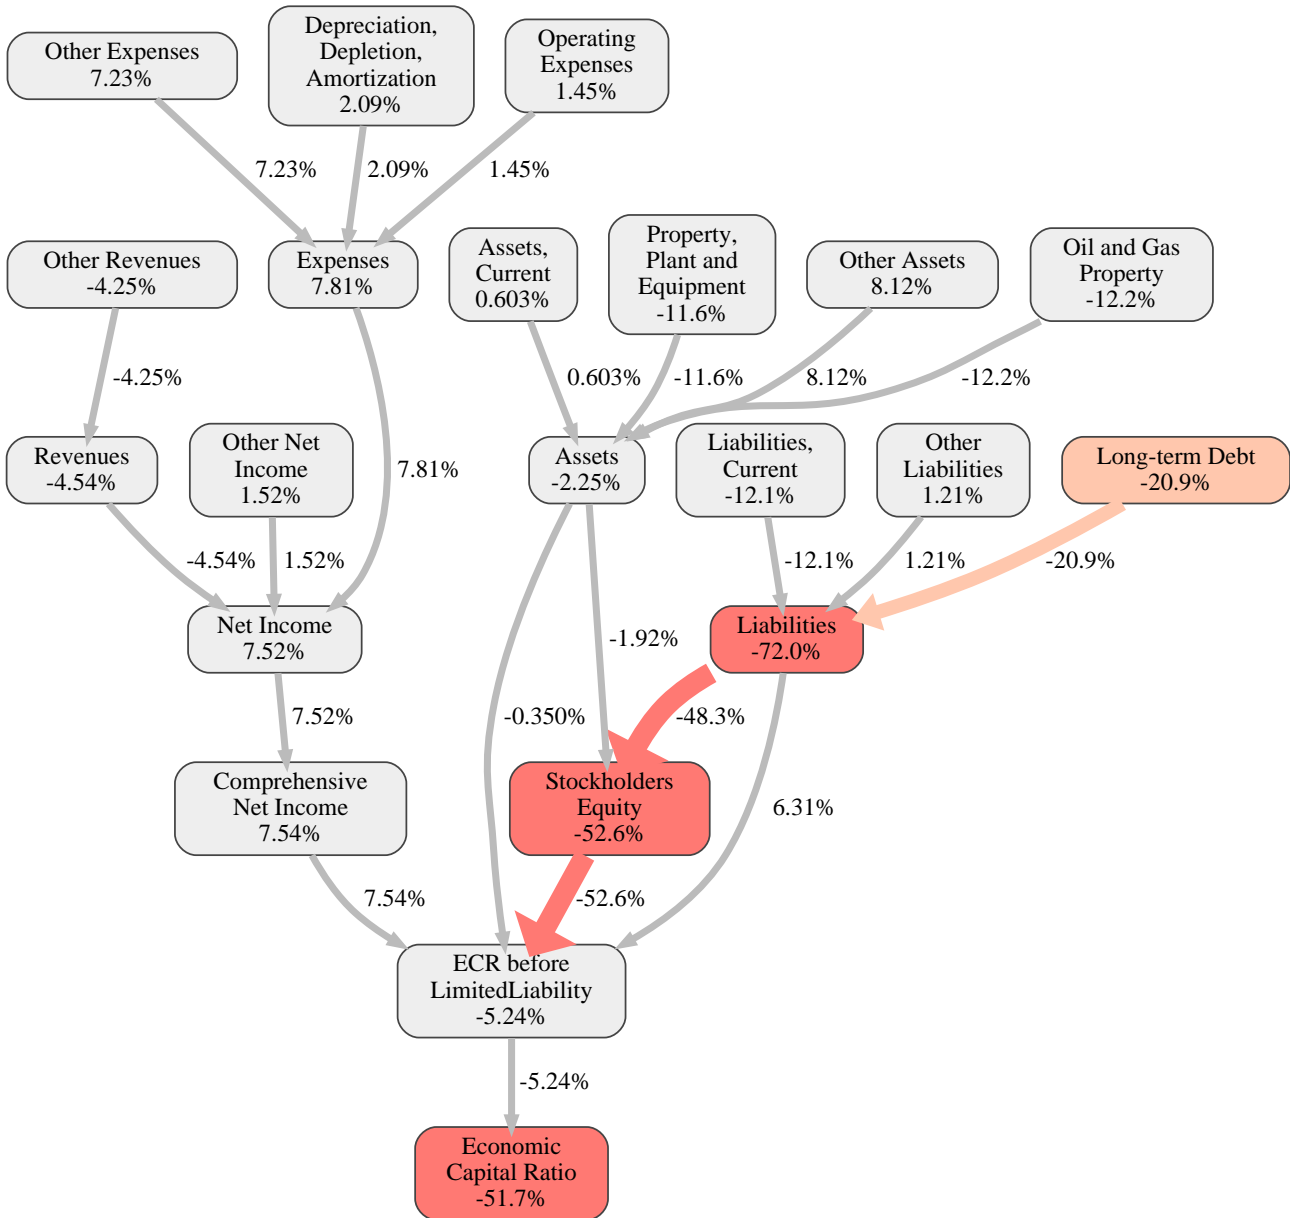 Other Expenses
7.23%
Depreciation,
Depletion,
Amortization
2.09%
Operating
Expenses
1.45%
7.23%
2.09%
1.45%
Other Revenues
-4.25%
Expenses
7.81%
Assets,
Current
0.603%
Property,
Plant and
Equipment
-11.6%
Other Assets
8.12%
Oil and Gas
Property
-12.2%
-4.25%
0.603%
-11.6%
8.12%
-12.2%
Revenues
-4.54%
Other Net
Income
1.52%
7.81%
Assets
-2.25%
Liabilities,
Current
-12.1%
Other
Liabilities
1.21%
Long-term Debt
-20.9%
-4.54%
1.52%
-12.1%
1.21%
-20.9%
Net Income
7.52%
-1.92%
Liabilities
-72.0%
7.52%
-0.350%
-48.3%
Comprehensive
Net Income
7.54%
Stockholders
Equity
-52.6%
6.31%
7.54%
-52.6%
ECR before
LimitedLiability
-5.24%
-5.24%
Economic
Capital Ratio
-51.7%